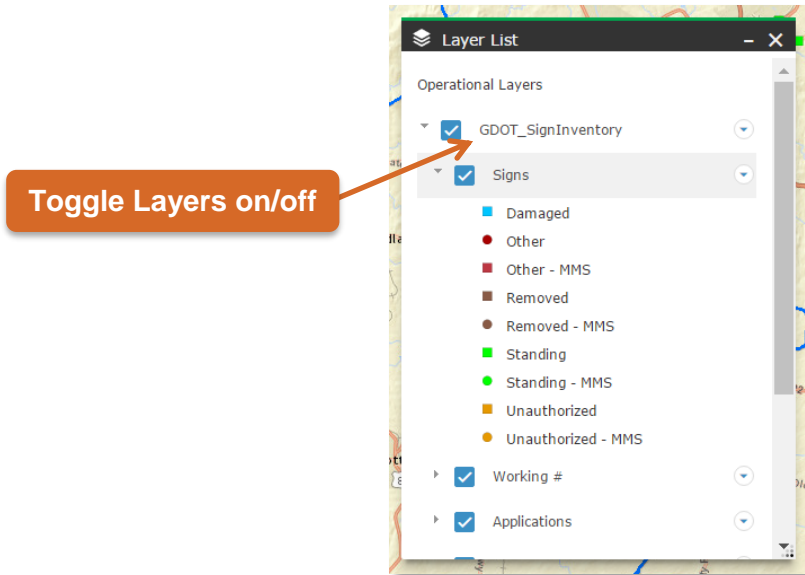 Layer List
Operational Layers
GDOT_SignInventory
Signs
Toggle Layers on/off
Damaged
Other
Other - MMS
Removed
Removed - MMS
Standing
Standing - MMS
Unauthorized
Unauthorized - MMS
Working #
Applications